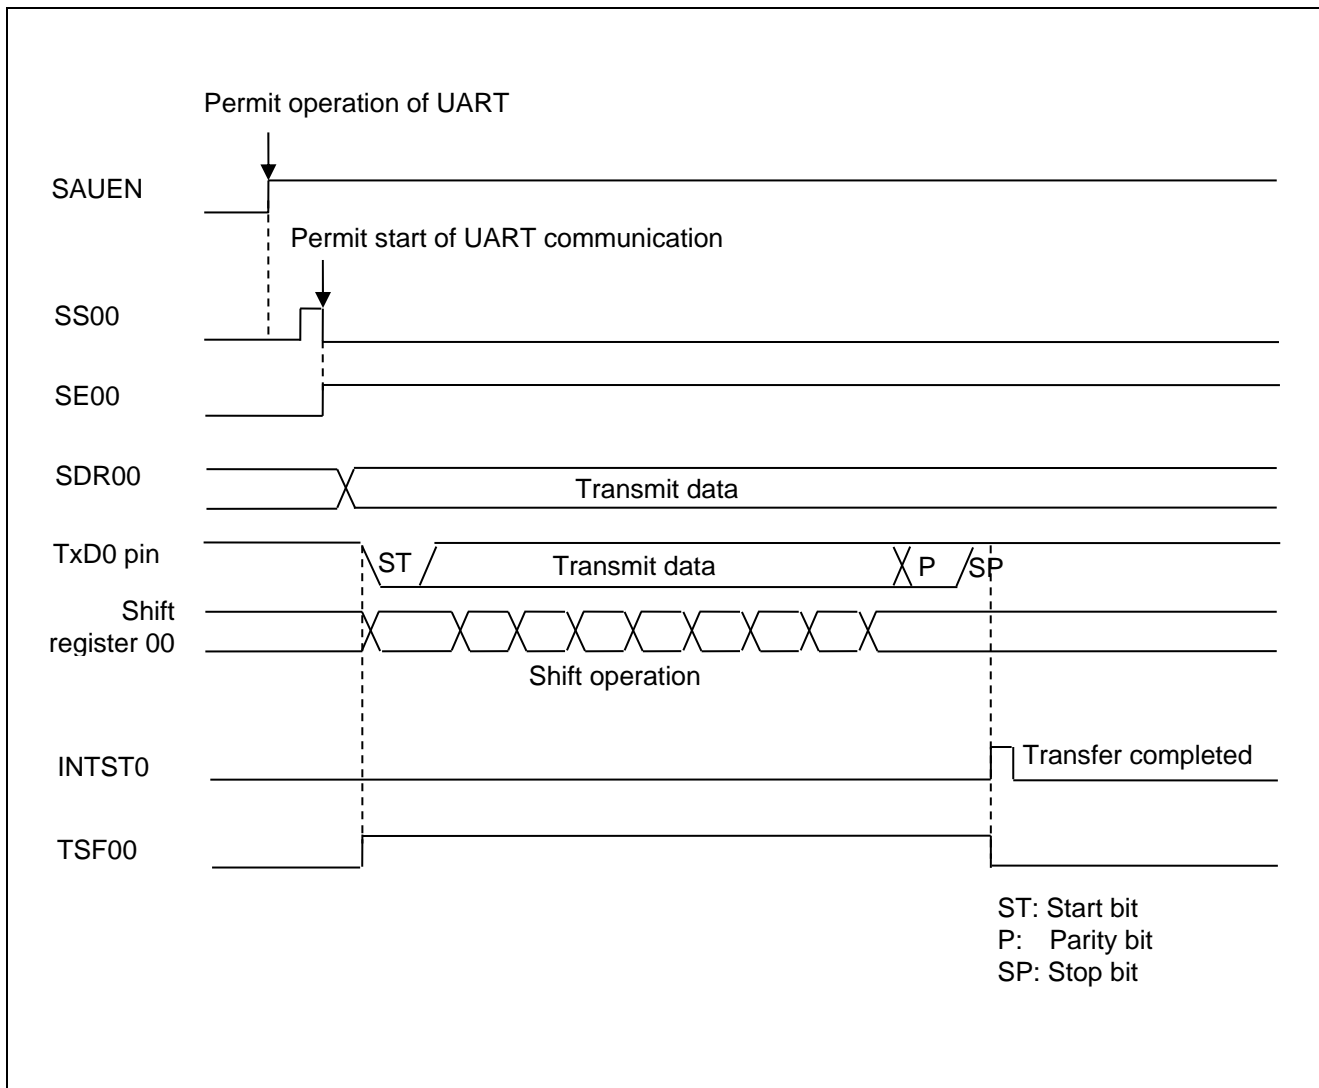 Permit operation of UART
SAUEN
Permit start of UART communication
SS00
SE00
SDR00
Transmit data
TxD0 pin
ST
Transmit data
P
SP
Shift
register 00
Shift operation
INTST0
Transfer completed
TSF00
ST: Start bit
P: Parity bit
SP: Stop bit